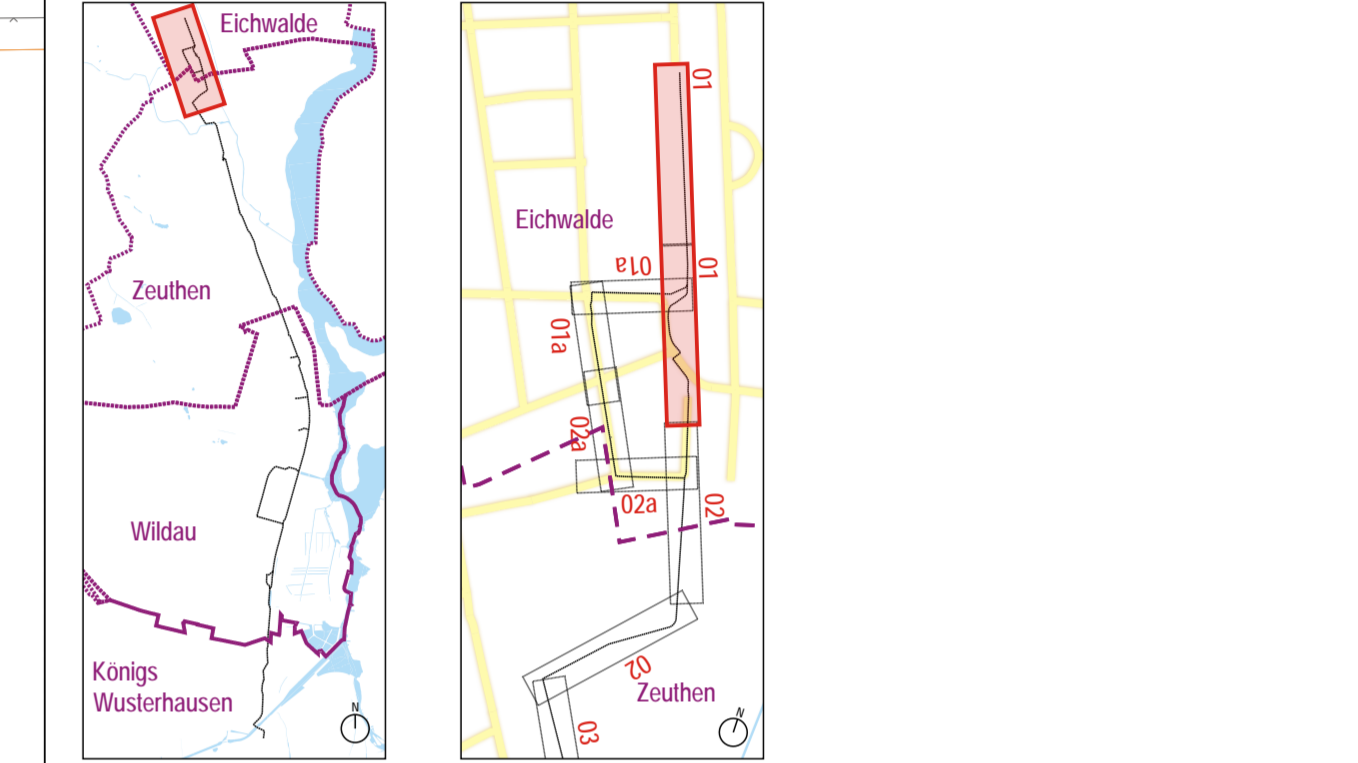 Eichwalde
Zeuthen
Wildau
Königs
Wusterhausen
N
01
Eichwalde
01a
01
01a
02a
02a
02
02
Zeuthen
03
N